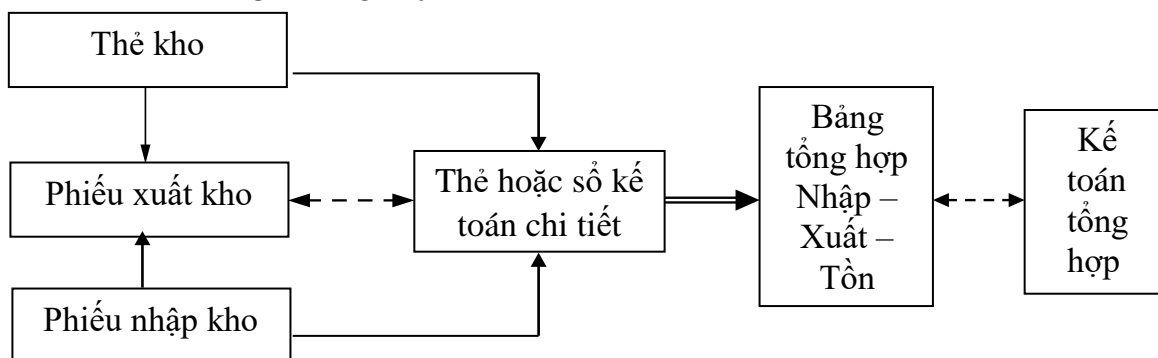 Thẻ kho
Phiếu xuất kho
Phiếu nhập kho
Thẻ hoặc sổ kế
toán chi tiết
Bảng
tổng hợp
Nhập –
Xuất –
Tồn
Kế
toán
tổng
hợp